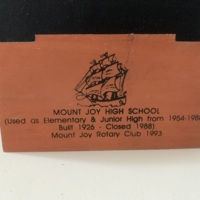 MOUNT JOY HIGH SCHOOL
(Used as Elementary & Junior High from 1954-198
Built 1926 - Closed 1988)
Mount Joy Rotary Club 1993